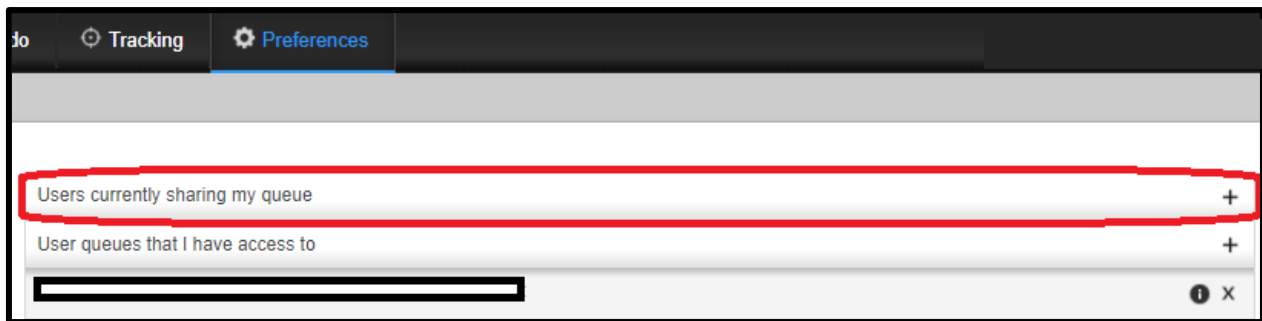 do Tracking Preferences
Users currently sharing my queue +
User queues that I have access to +
X